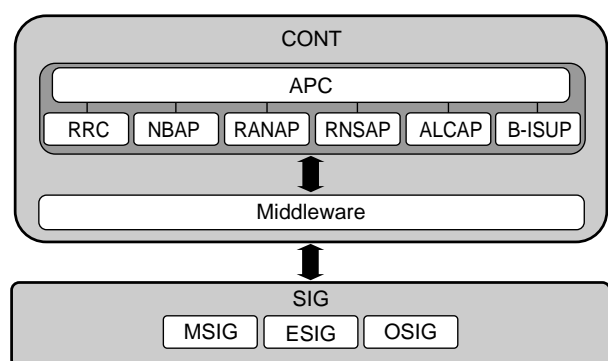 CONT
APC
RRC NBAP RANAP RNSAP ALCAP B-ISUP
Middleware
SIG
MSIG ESIG OSIG